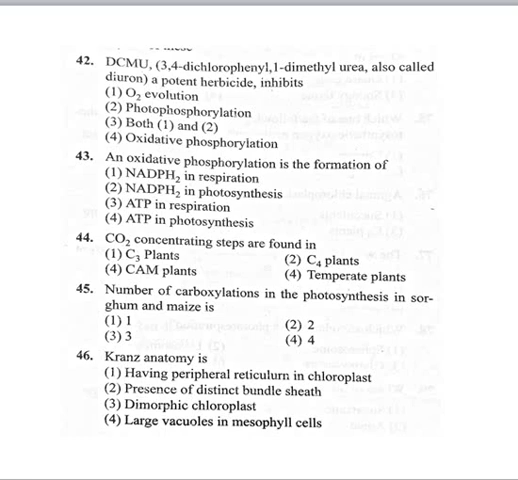 42. DCMU, (3,4-dichlorophenyl,1-dimethyl urea, also called
diuron) a potent herbicide, inhibits
(1) O₂ evolution
(2) Photophosphorylation
(3) Both (1) and (2)
(4) Oxidative phosphorylation
43. An oxidative phosphorylation is the formation of
(1) NADPH₂ in respiration
(2) NADPH₂ in photosynthesis
(3) ATP in respiration
(4) ATP in photosynthesis
44. CO₂ concentrating steps are found in
(1) C₃ Plants (2) C₄ plants
(4) CAM plants (4) Temperate plants
45. Number of carboxylations in the photosynthesis in sor-
ghum and maize is
(1) 1 (2) 2
(3) 3 (4) 4
46. Kranz anatomy is
(1) Having peripheral reticulurn in chloroplast
(2) Presence of distinct bundle sheath
(3) Dimorphic chloroplast
(4) Large vacuoles in mesophyll cells